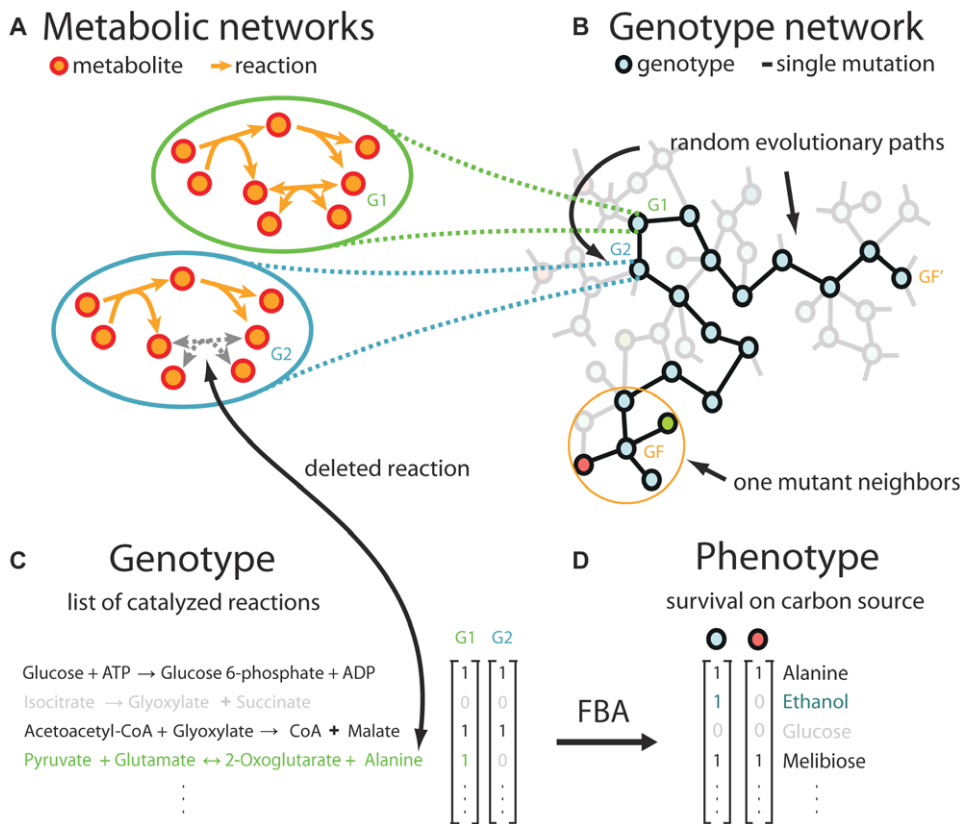 A Metabolic networks
metabolite reaction
G1
G2
deleted reaction
B Genotype network
genotype single mutation
random evolutionary paths
G1
G2
GF'
GF
one mutant neighbors
C Genotype
list of catalyzed reactions
G1 G2
Glucose + ATP → Glucose 6-phosphate + ADP 1 1
Isocitrate → Glyoxylate + Succinate 0 0
Acetoacetyl-CoA + Glyoxylate → CoA + Malate 1 1
Pyruvate + Glutamate ↔ 2-Oxoglutarate + Alanine 1 0
FBA
D Phenotype
survival on carbon source
1 1 Alanine
1 0 Ethanol
0 0 Glucose
1 1 Melibiose